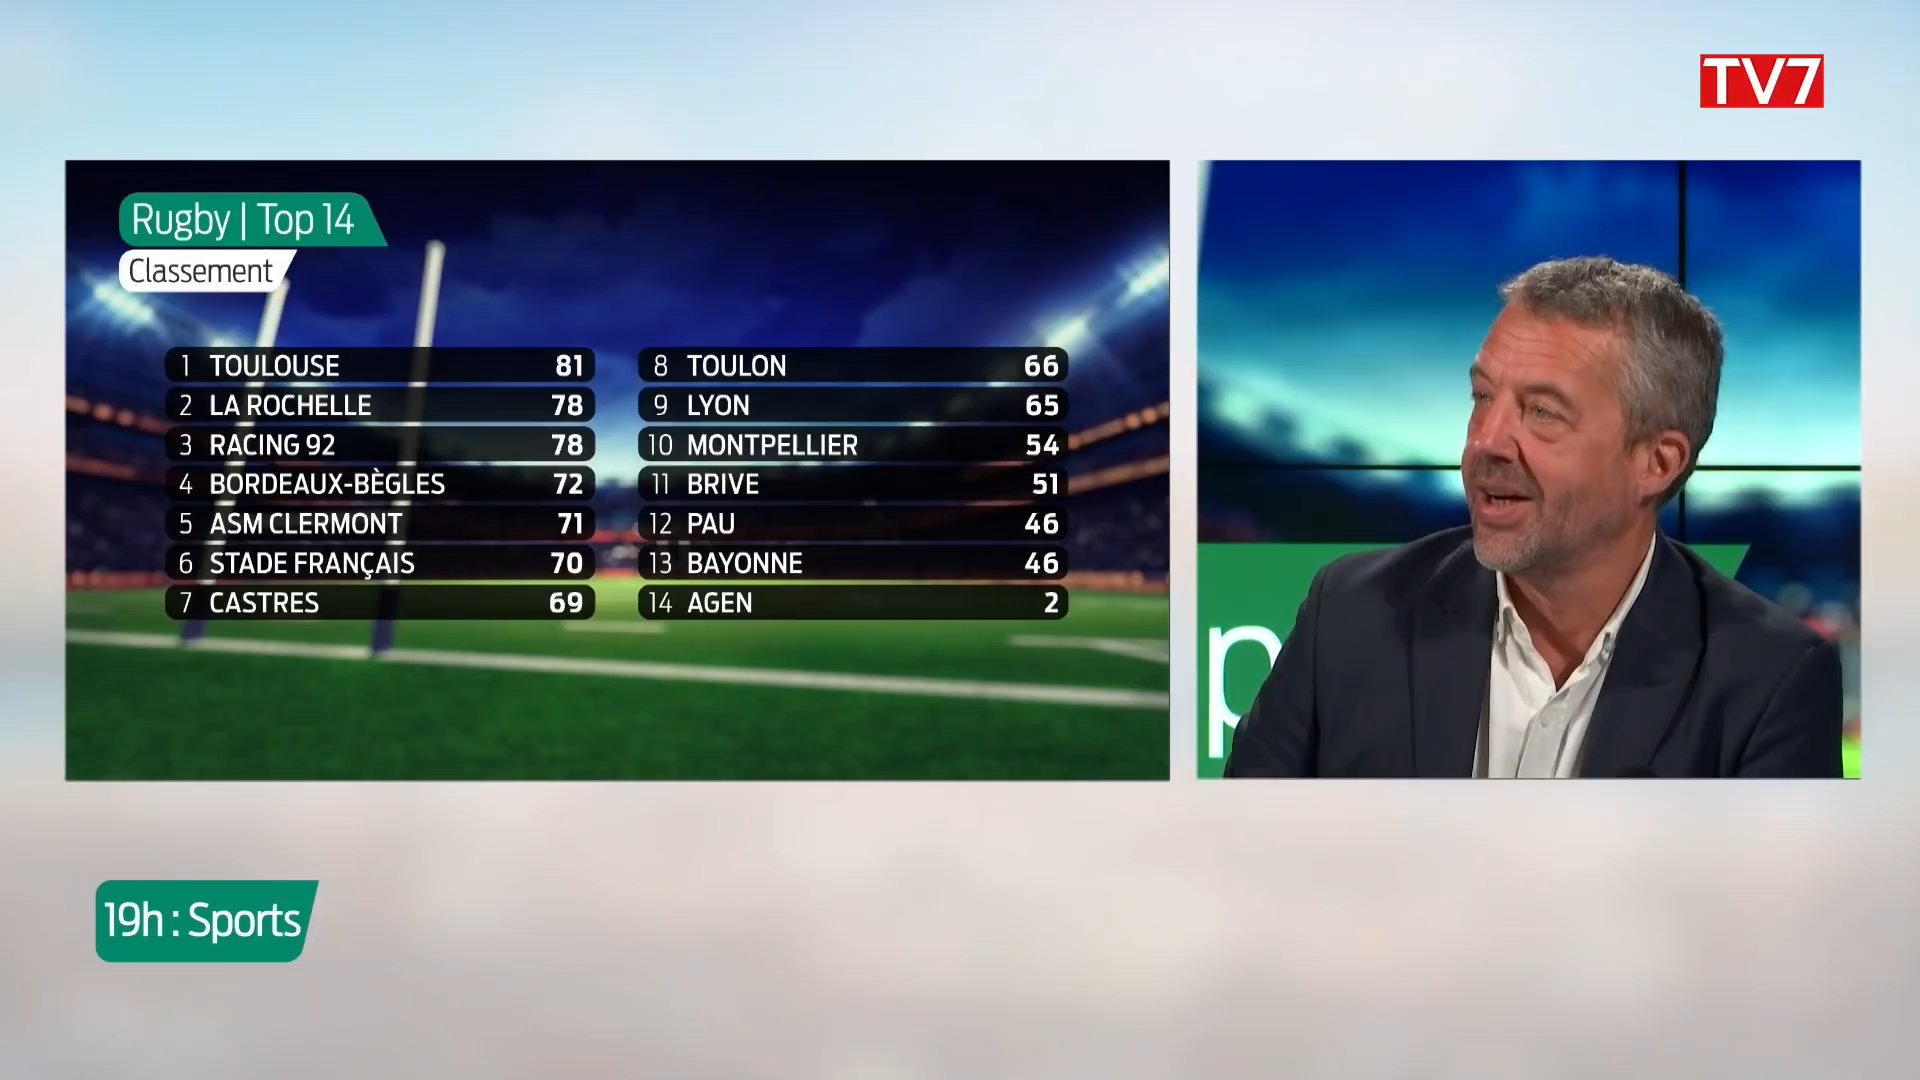 TV7
Rugby | Top 14
Classement
1 TOULOUSE 81
2 LA ROCHELLE 78
3 RACING 92 78
4 BORDEAUX-BÈGLES 72
5 ASM CLERMONT 71
6 STADE FRANÇAIS 70
7 CASTRES 69
8 TOULON 66
9 LYON 65
10 MONTPELLIER 54
11 BRIVE 51
12 PAU 46
13 BAYONNE 46
14 AGEN 2
p
19h : Sports